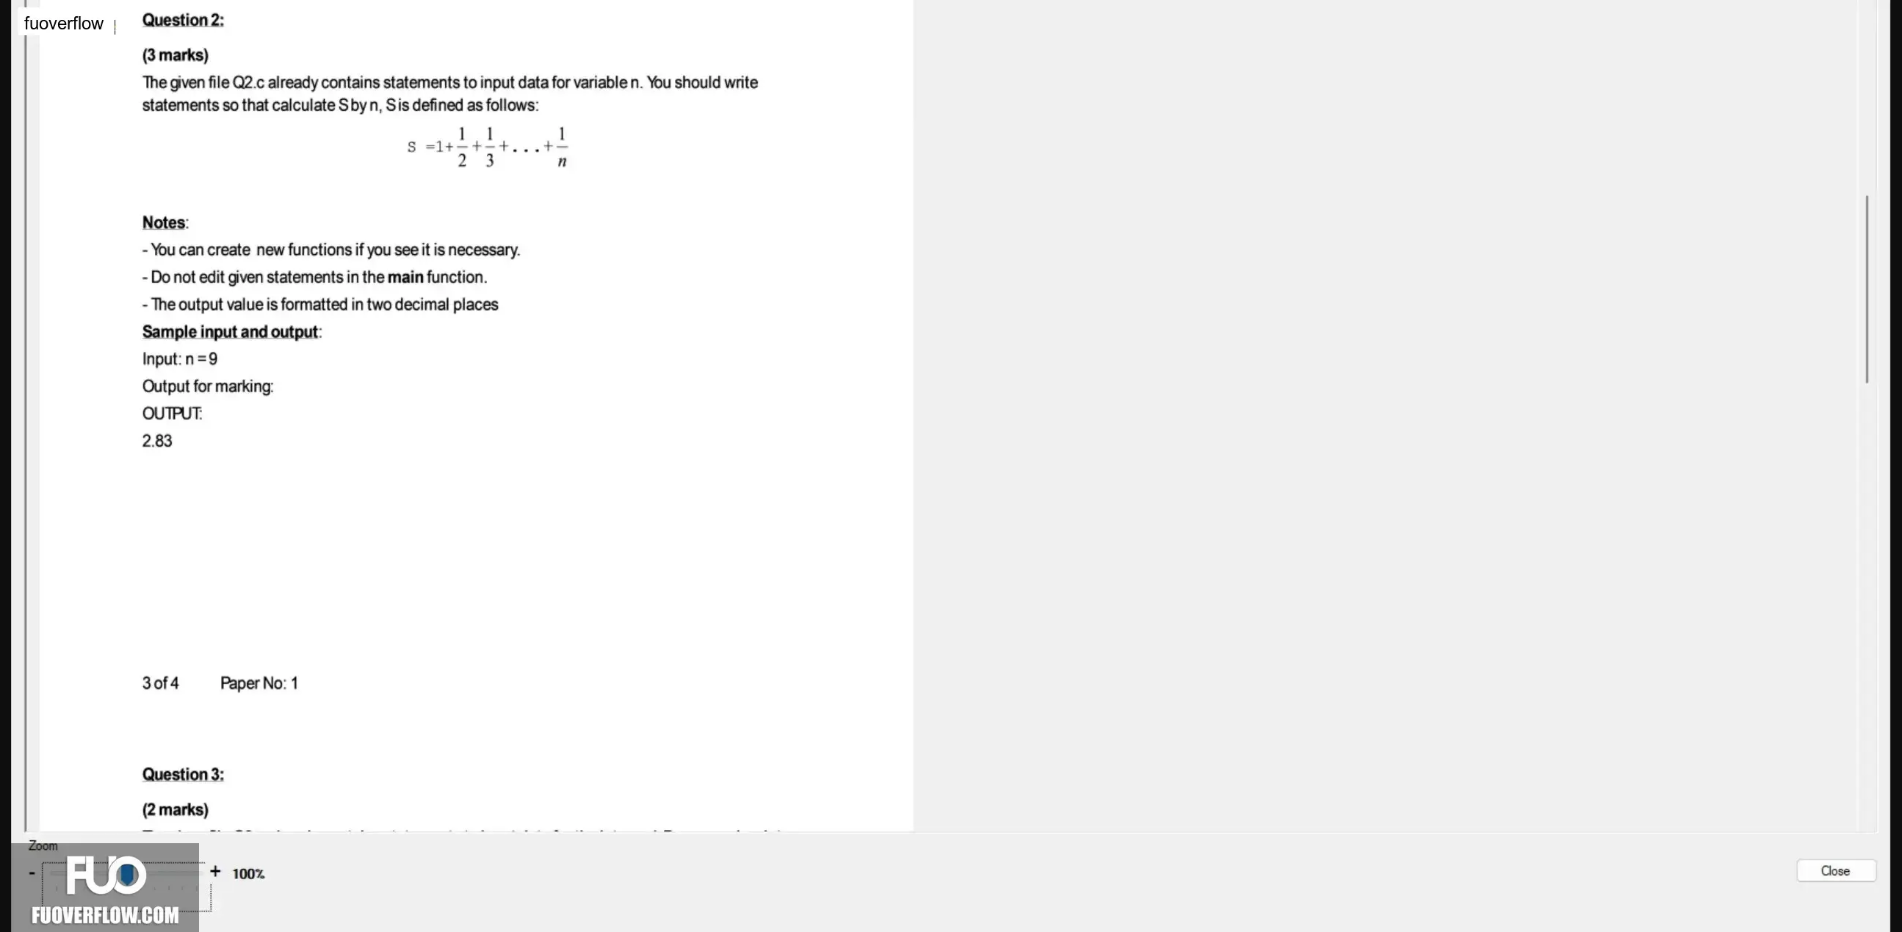 fuoverflow
Question 2:
(3 marks)
The given file Q2.c already contains statements to input data for variable n. You should write
statements so that calculate S by n, S is defined as follows:
S =1+1/2+1/3+...+1/n
Notes:
- You can create new functions if you see it is necessary.
- Do not edit given statements in the main function.
- The output value is formatted in two decimal places
Sample input and output:
Input: n = 9
Output for marking:
OUTPUT:
2.83
3 of 4 Paper No: 1
Question 3:
(2 marks)
Zoom
- + 100%
Close
FUO
FUOVERFLOW.COM